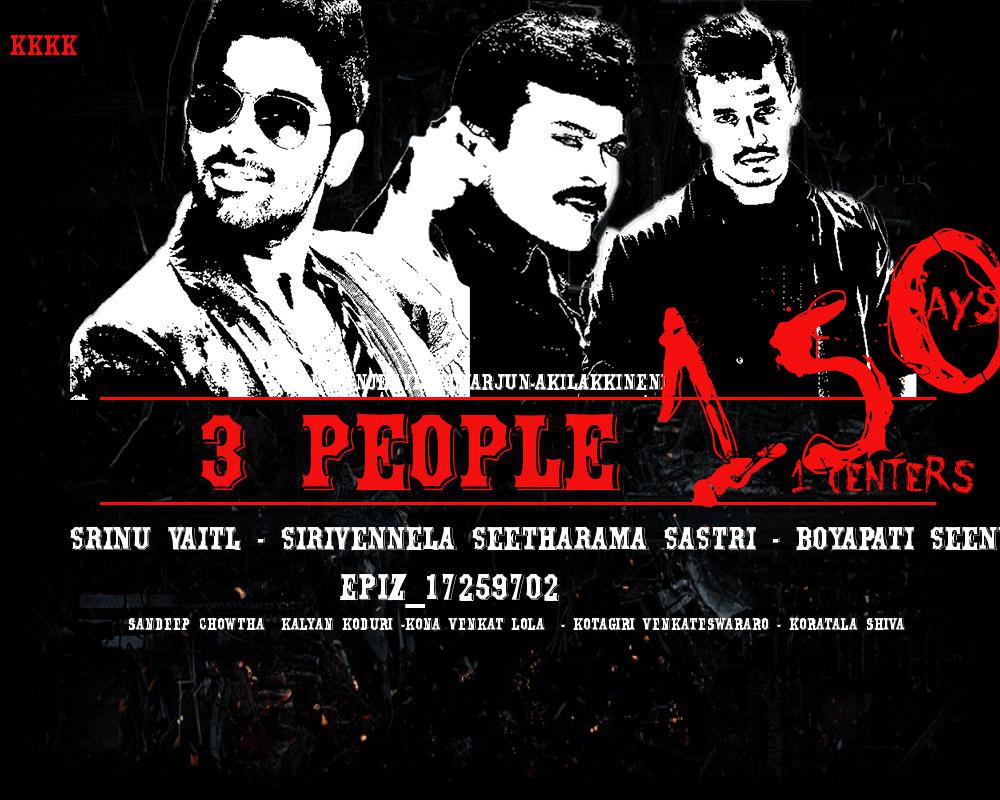 KKKK
150
DAYS
ARJUN-AKILAKKINENI
3 PEOPLE
1 CENTERS
SRINU VAITL - SIRIVENNELA SEETHARAMA SASTRI - BOYAPATI SEEN
EPIZ_17259702
SANDEEP CHOWTHA KALYAN KODURI -KONA VENKAT LOLA - KOTAGIRI VENKATESWARARO - KORATALA SHIVA